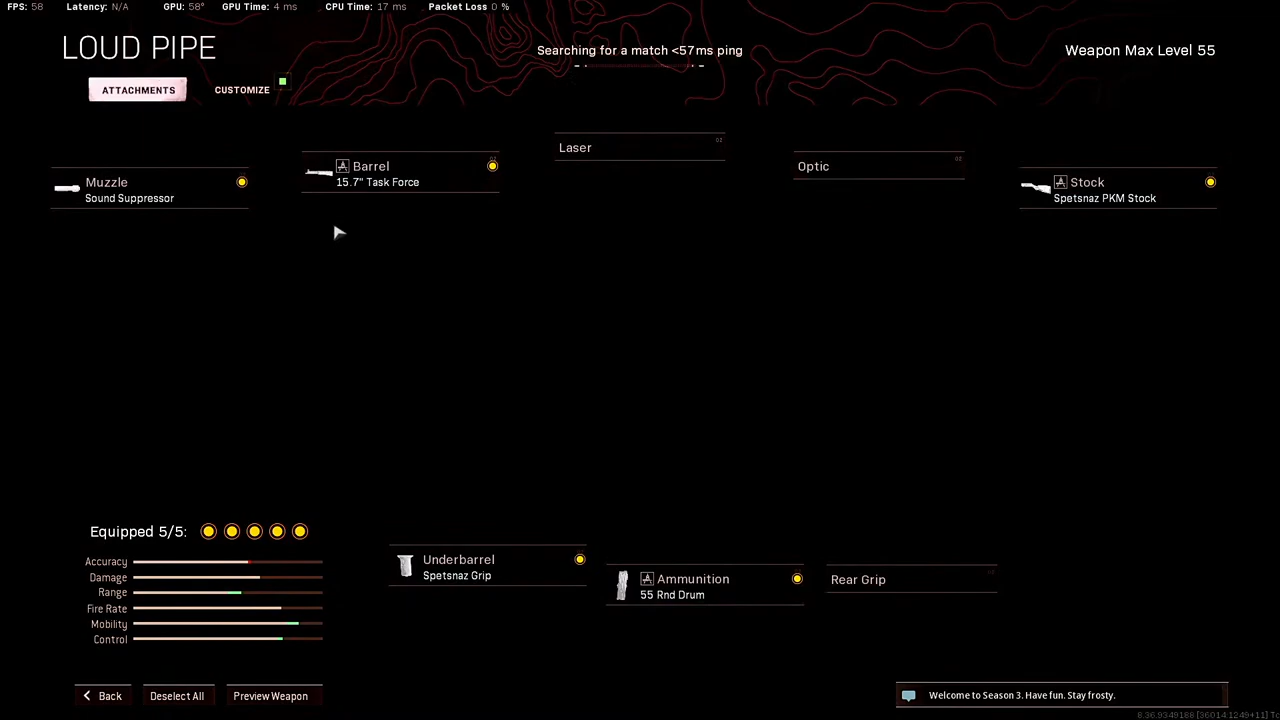 FPS: 58 Latency: N/A GPU: 58° GPU Time: 4 ms CPU Time: 17 ms Packet Loss 0 %
LOUD PIPE
Searching for a match <57ms ping
Weapon Max Level 55
ATTACHMENTS
CUSTOMIZE
Laser
Barrel
15.7" Task Force
Optic
Muzzle
Sound Suppressor
Stock
Spetsnaz PKM Stock
Equipped 5/5:
Accuracy
Damage
Range
Fire Rate
Mobility
Control
Underbarrel
Spetsnaz Grip
Ammunition
55 Rnd Drum
Rear Grip
Back
Deselect All
Preview Weapon
Welcome to Season 3. Have fun. Stay frosty.